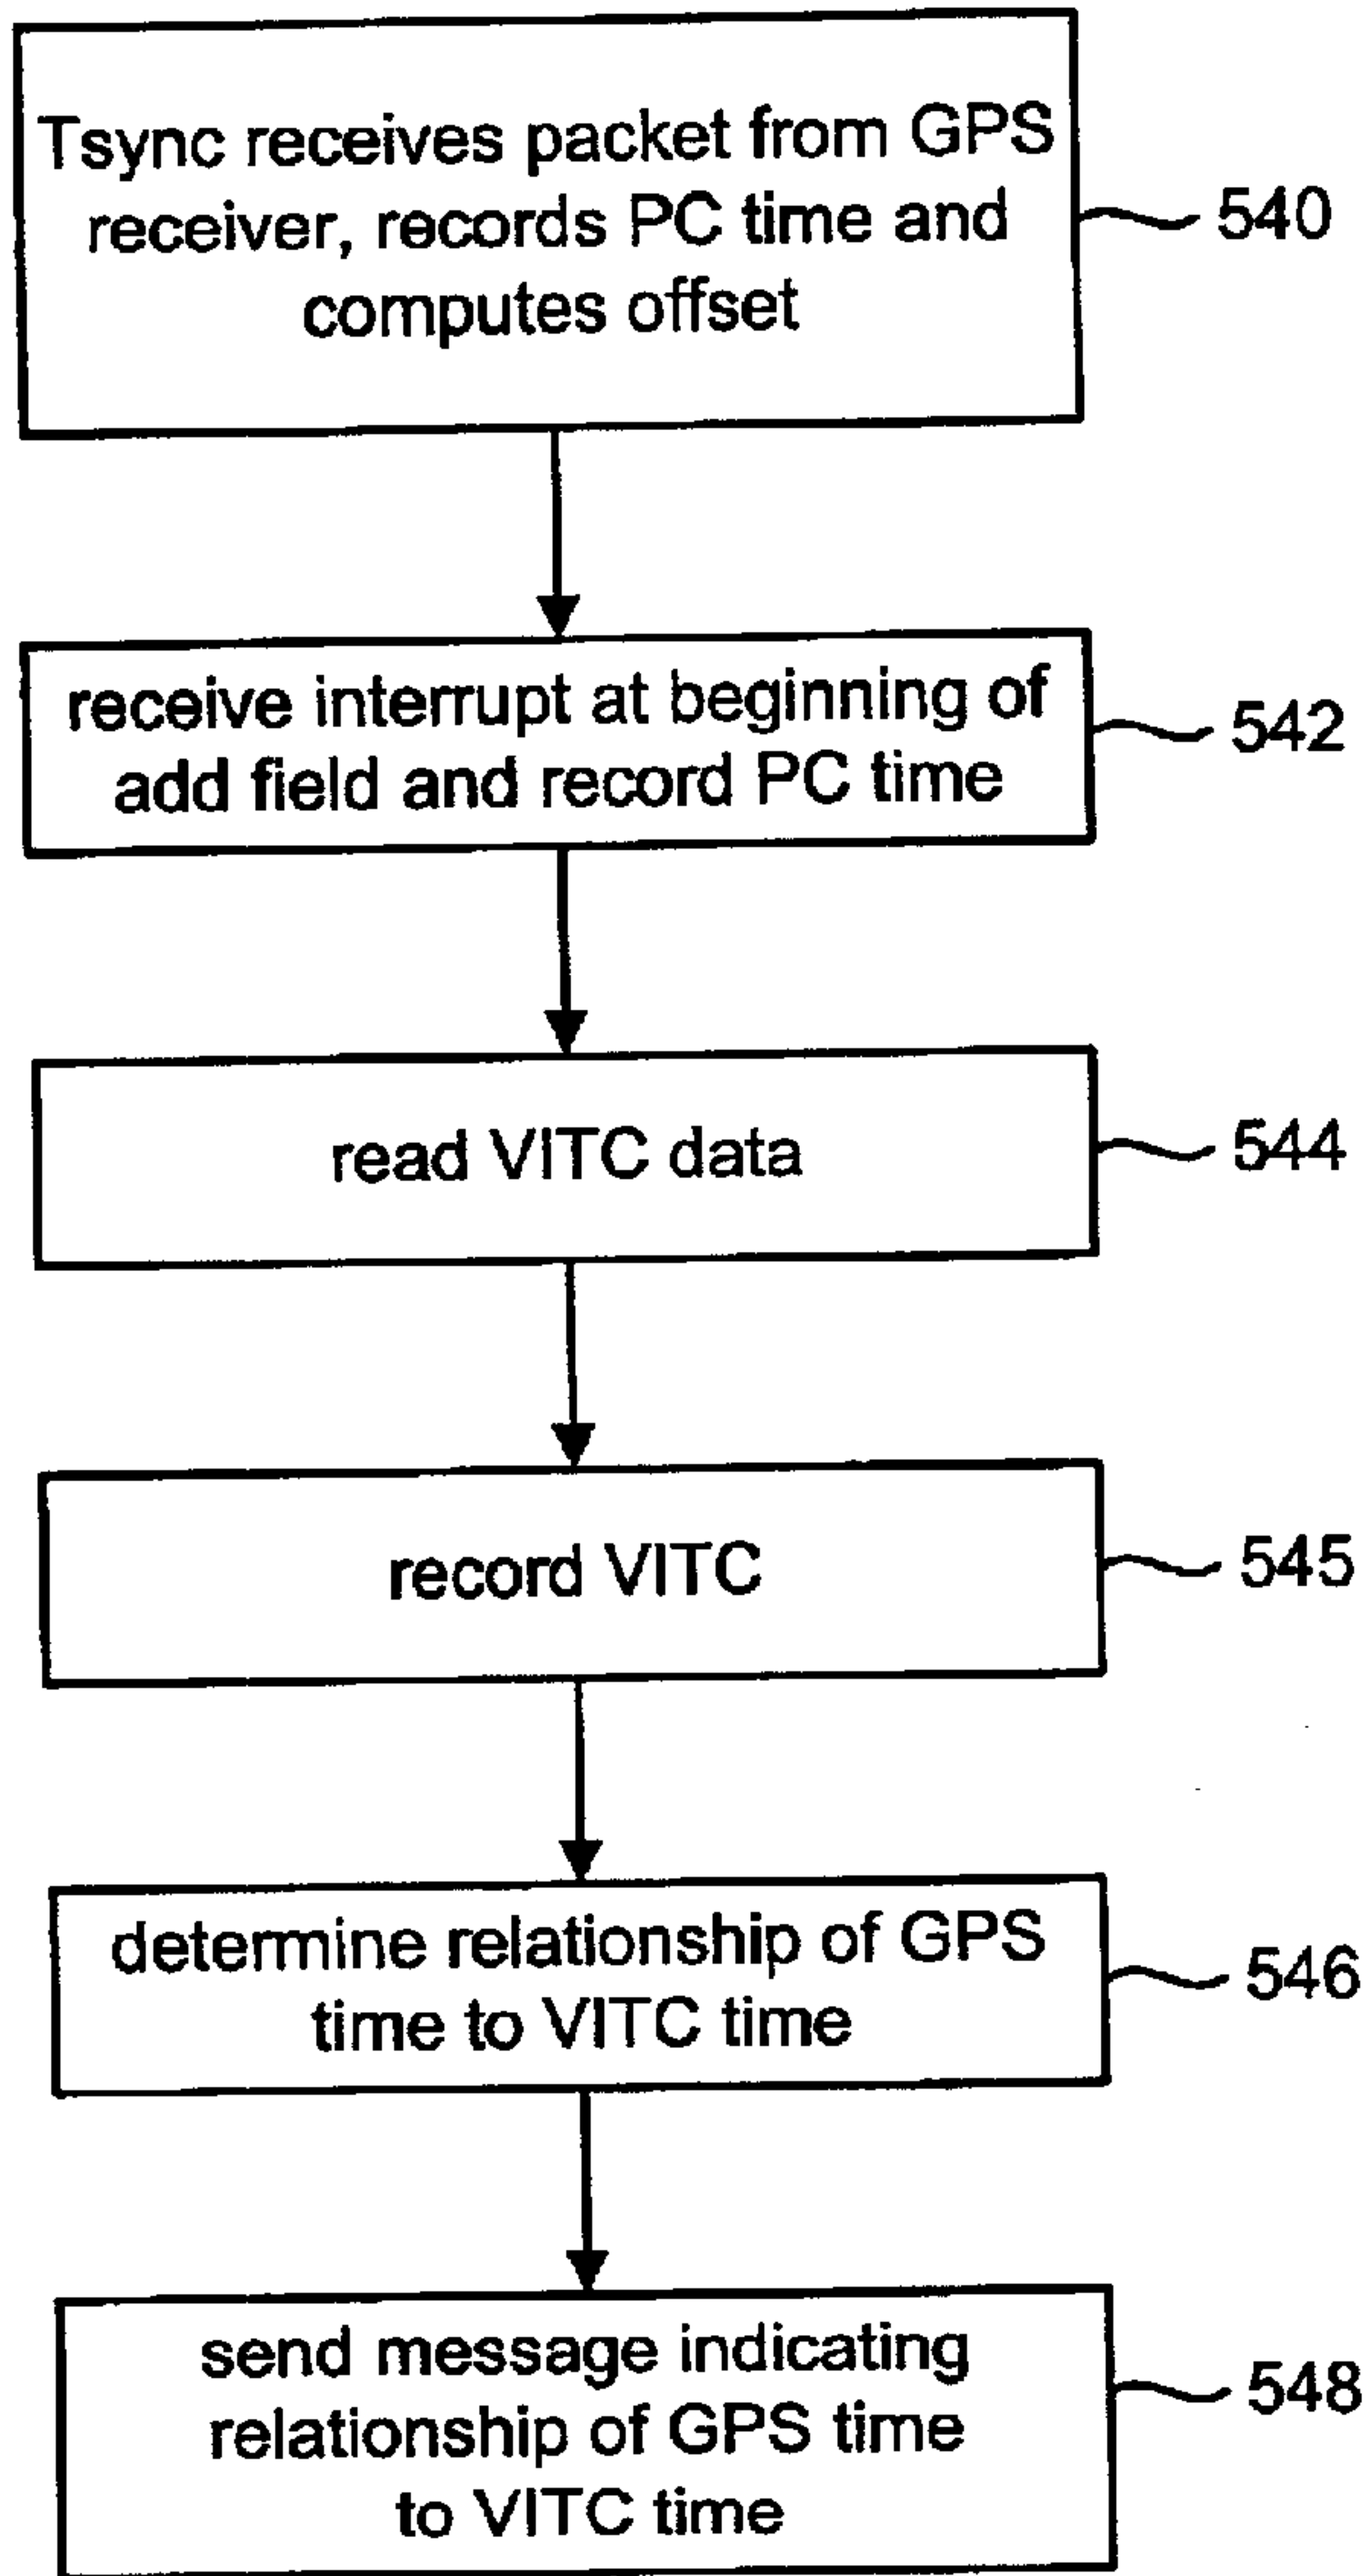 Tsync receives packet from GPS
receiver, records PC time and
computes offset
540
receive interrupt at beginning of
add field and record PC time
542
read VITC data
544
record VITC
545
determine relationship of GPS
time to VITC time
546
send message indicating
relationship of GPS time
to VITC time
548